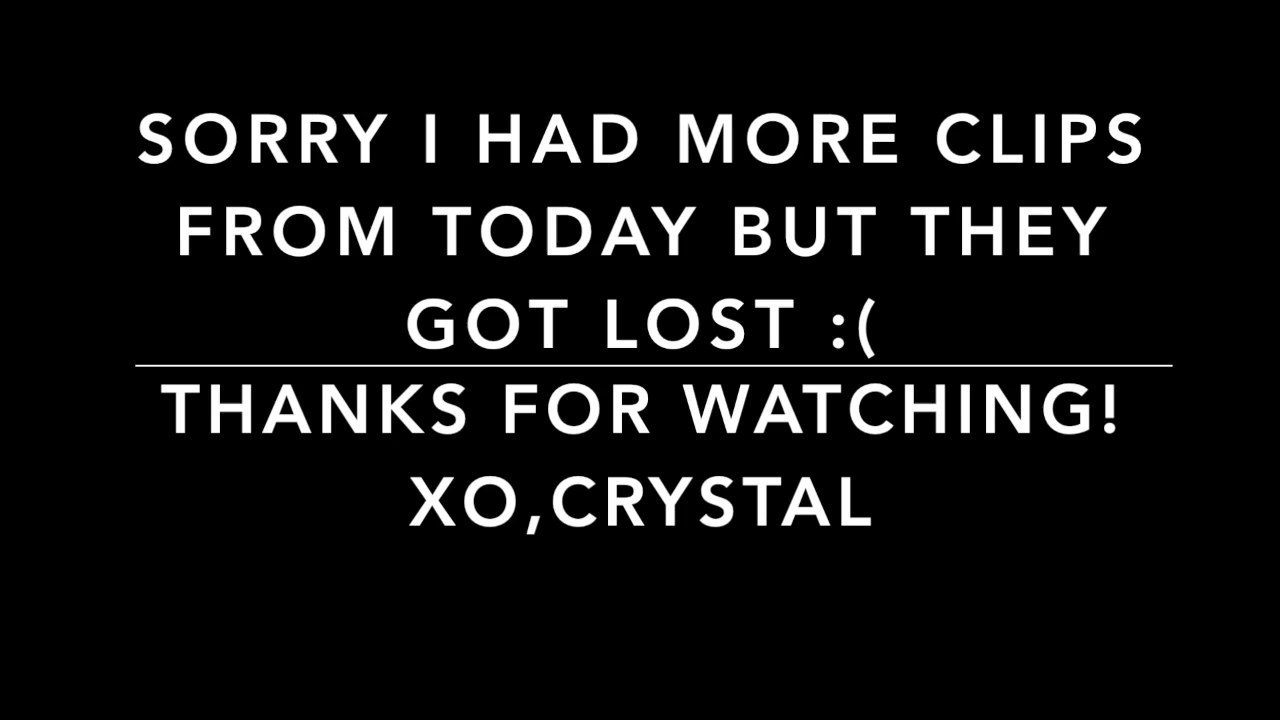 SORRY I HAD MORE CLIPS
FROM TODAY BUT THEY
GOT LOST :(
THANKS FOR WATCHING!
XO,CRYSTAL